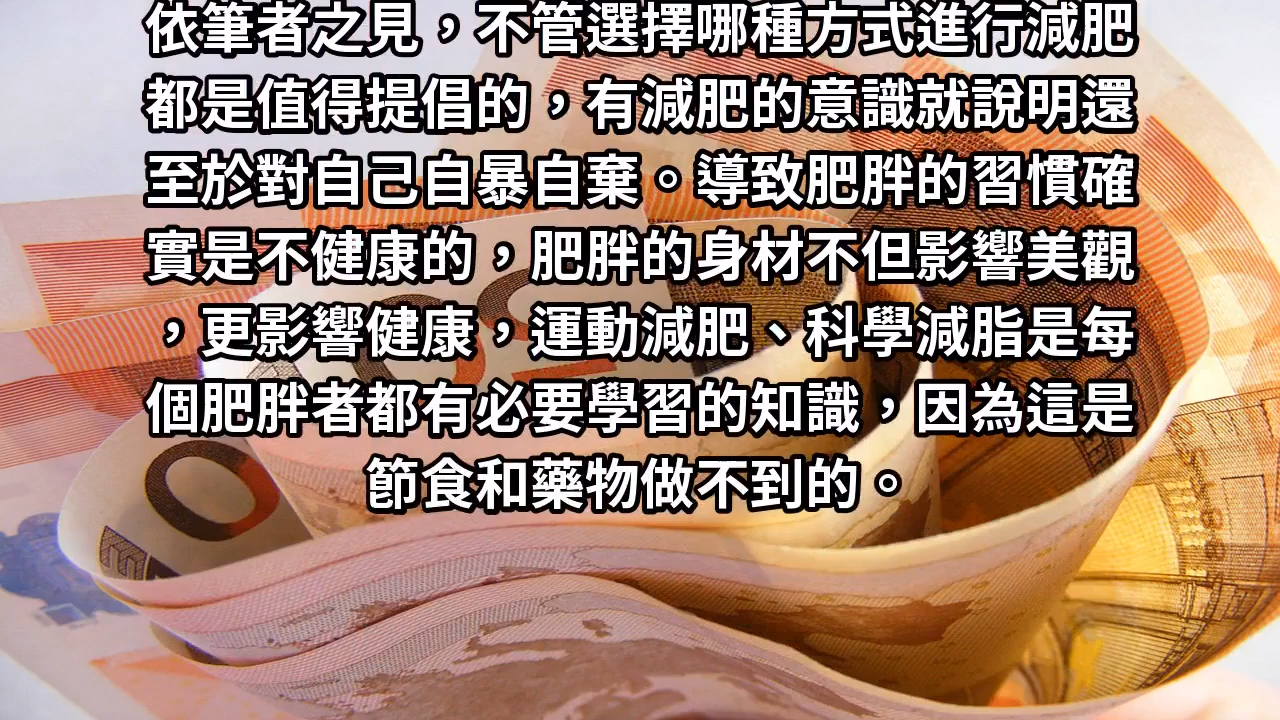 依筆者之見，不管選擇哪種方式進行減肥
都是值得提倡的，有減肥的意識就說明還
至於對自己自暴自棄。導致肥胖的習慣確
實是不健康的，肥胖的身材不但影響美觀
，更影響健康，運動減肥、科學減脂是每
個肥胖者都有必要學習的知識，因為這是
節食和藥物做不到的。
10
50